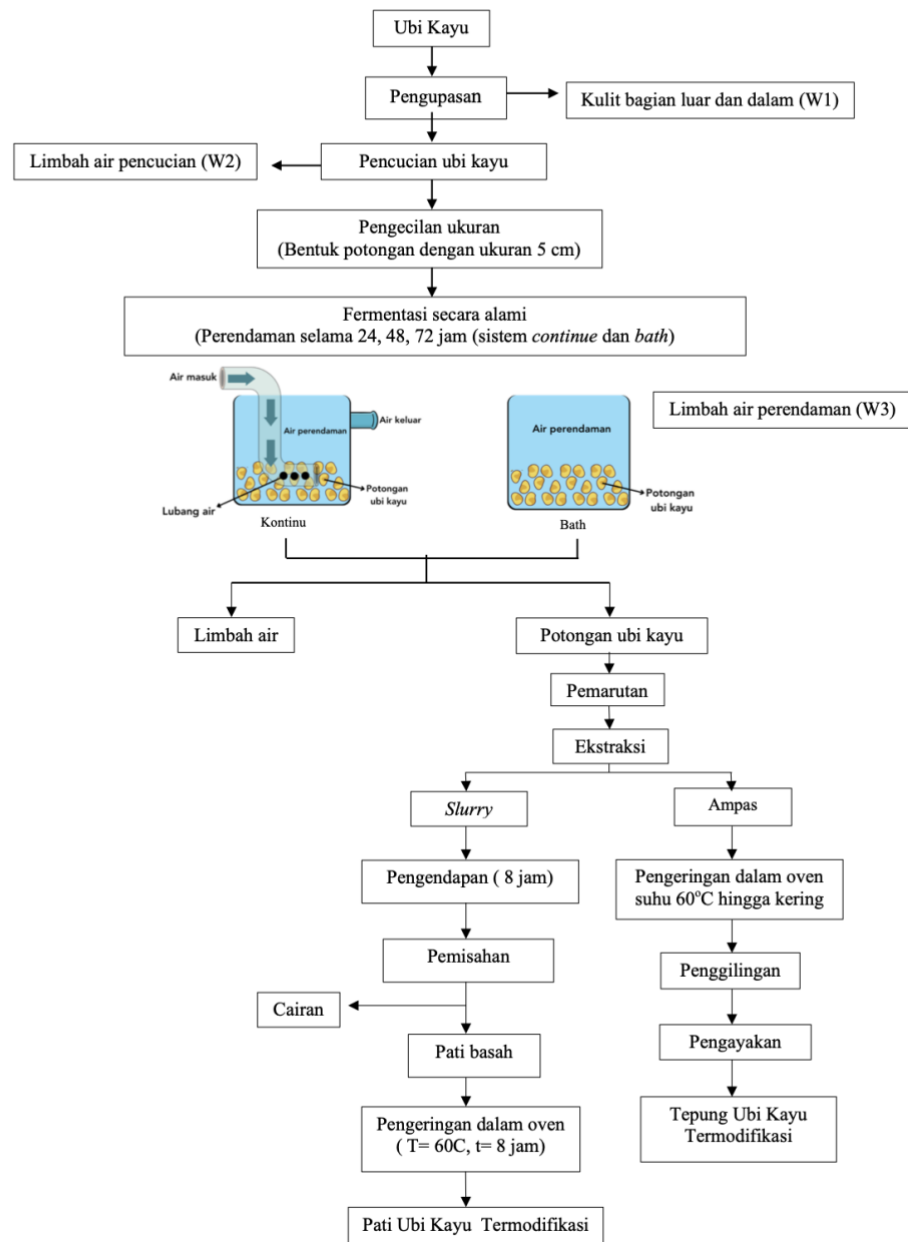 Ubi Kayu
Pengupasan
Kulit bagian luar dan dalam (W1)
Limbah air pencucian (W2)
Pencucian ubi kayu
Pengecilan ukuran
(Bentuk potongan dengan ukuran 5 cm)
Fermentasi secara alami
(Perendaman selama 24, 48, 72 jam (sistem continue dan bath)
Air masuk
Air perendaman
Air keluar
Lubang air
Potongan
ubi kayu
Kontinu
Air perendaman
Potongan
ubi kayu
Bath
Limbah air perendaman (W3)
Limbah air
Potongan ubi kayu
Pemarutan
Ekstraksi
Slurry
Ampas
Pengendapan ( 8 jam)
Pengeringan dalam oven
suhu 60°C hingga kering
Pemisahan
Penggilingan
Cairan
Pati basah
Pengayakan
Pengeringan dalam oven
( T= 60C, t= 8 jam)
Tepung Ubi Kayu
Termodifikasi
Pati Ubi Kayu Termodifikasi